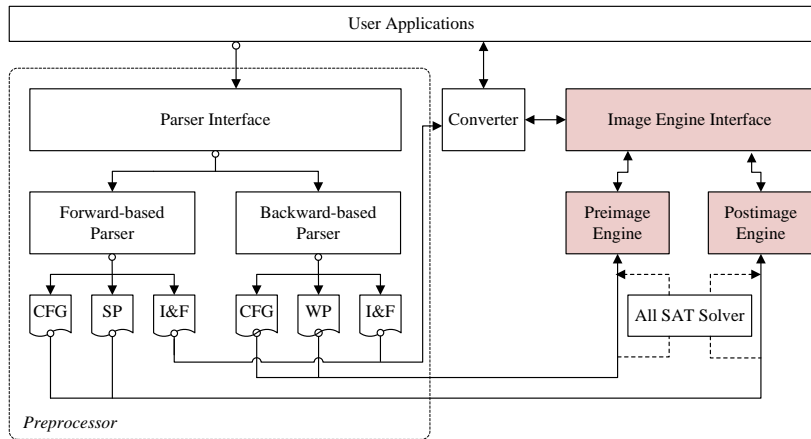 User Applications
Parser Interface
Converter
Image Engine Interface
Forward-based
Parser
Backward-based
Parser
Preimage
Engine
Postimage
Engine
CFG
SP
I&F
CFG
WP
I&F
All SAT Solver
Preprocessor